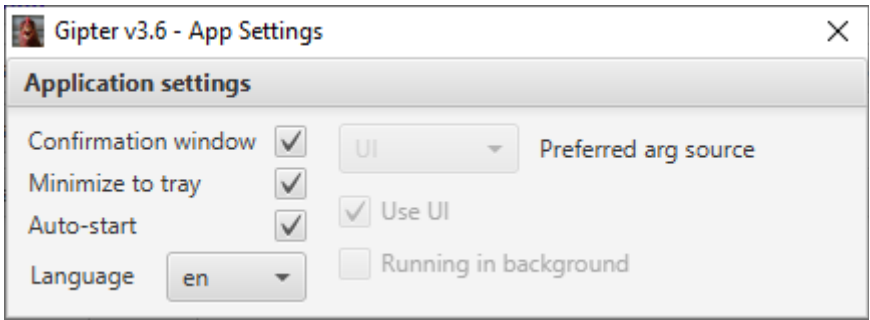 Gipter v3.6 - App Settings
Application settings
Confirmation window
UI
Preferred arg source
Minimize to tray
Use UI
Auto-start
Language
en
Running in background